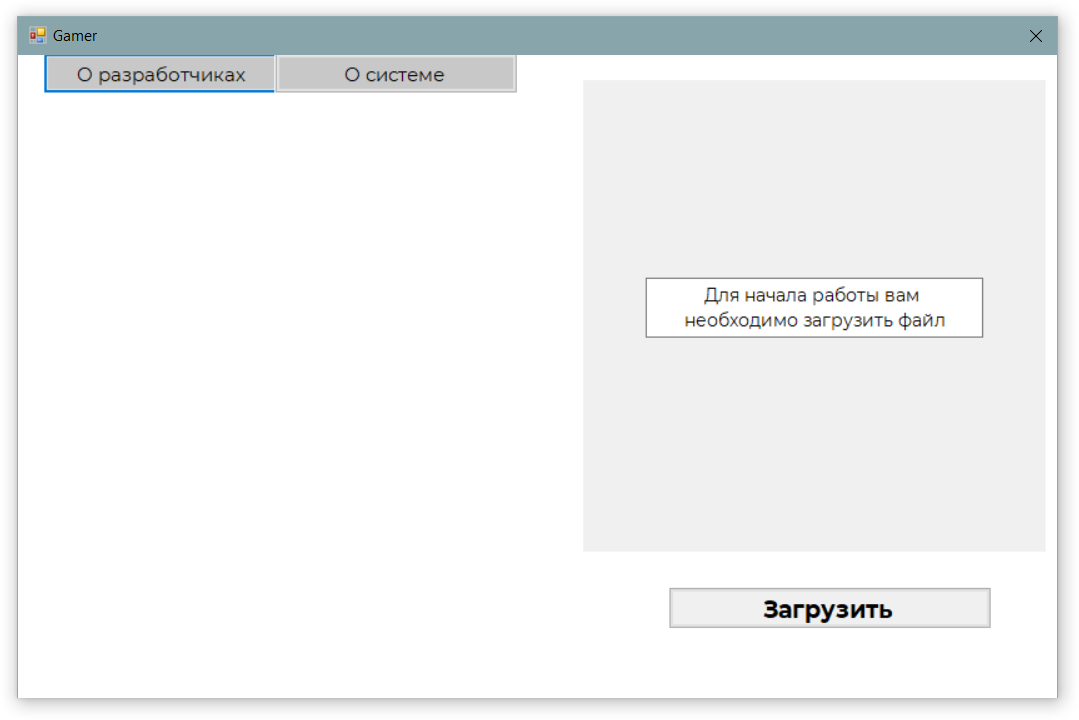 Gamer
О разработчиках
О системе
Для начала работы вам
необходимо загрузить файл
Загрузить